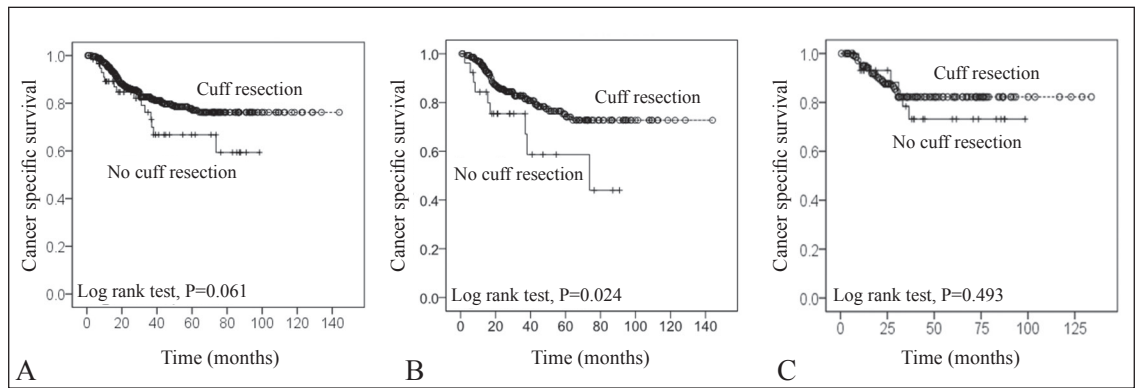 Cancer specific survival
1.0
0.8
0.6
0.4
0.2
0.0
Cuff resection
No cuff resection
Log rank test, P=0.061
0 20 40 60 80 100 120 140
Time (months)
A
Cancer specific survival
1.0
0.8
0.6
0.4
0.2
0.0
Cuff resection
No cuff resection
Log rank test, P=0.024
0 20 40 60 80 100 120 140
Time (months)
B
Cancer specific survival
1.0
0.8
0.6
0.4
0.2
0.0
Cuff resection
No cuff resection
Log rank test, P=0.493
0 25 50 75 100 125
Time (months)
C